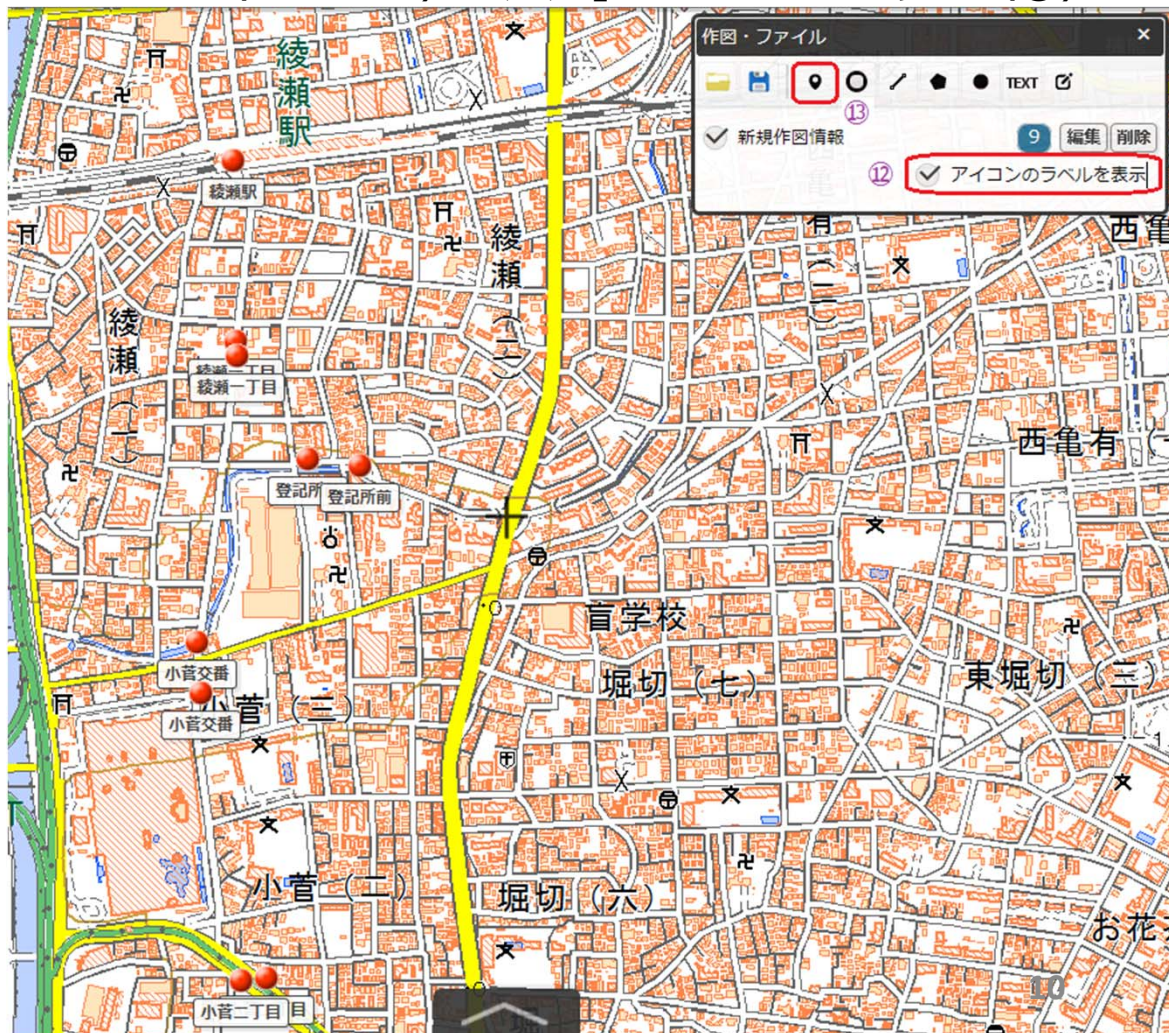 作図・ファイル
×
TEXT
⑬
新規作図情報
9
編集
削除
⑫
アイコンのラベルを表示
綾瀬駅
綾瀬駅
綾瀬(二)
有
(二)
西亀
綾瀬(一)
綾瀬一丁目
西亀有
登記所
登記所前
盲学校
堀切(七)
東堀切(三)
小菅交番
小菅(三)
小菅交番
小菅(二)
堀切(六)
お花
小菅二丁目
目
堀
10